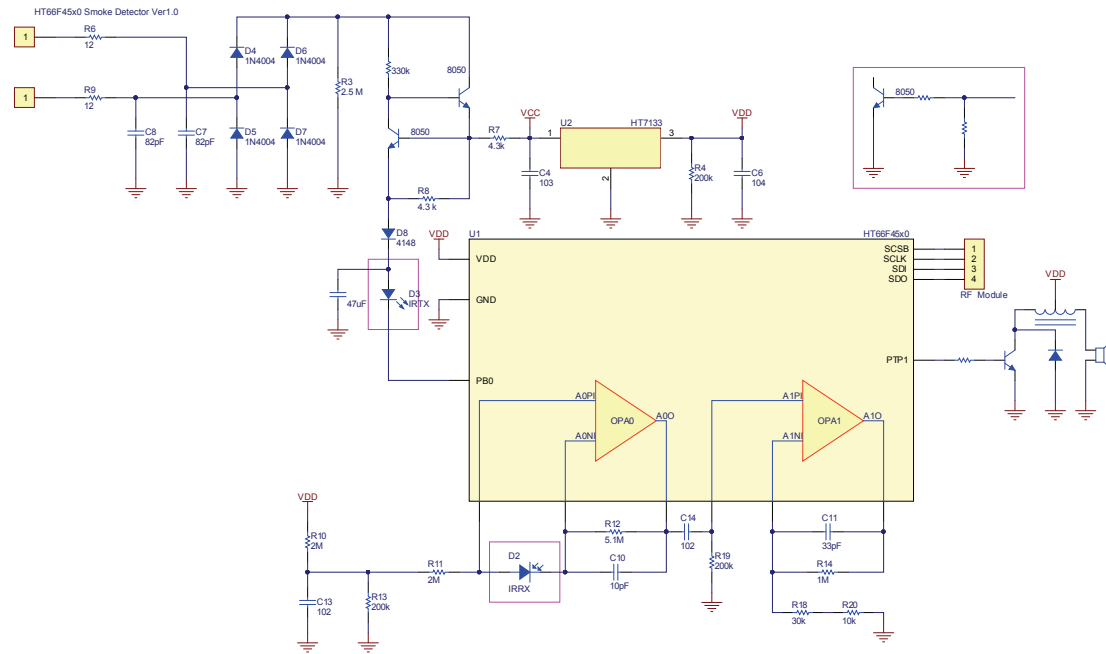 HT66F45x0 Smoke Detector Ver1.0
1
R6
12
1
R9
12
D4
1N4004
D6
1N4004
R3
2.5 M
330k
8050
C8
82pF
C7
82pF
D5
1N4004
D7
1N4004
8050
R7
4.3k
VCC
1
U2
HT7133
3
VDD
2
C4
103
R4
200k
C6
104
8050
R8
4.3 k
D8
4148
VDD
U1
HT66F45x0
VDD
GND
PB0
47uF
D3
IRTX
SCSB
SCLK
SDI
SDO
1
2
3
4
RF Module
VDD
PTP1
A0PI
A0NI
OPA0
A0O
A1PI
A1NI
OPA1
A1O
VDD
R10
2M
C13
102
R13
200k
R11
2M
D2
IRRX
R12
5.1M
C10
10pF
C14
102
R19
200k
C11
33pF
R14
1M
R18
30k
R20
10k